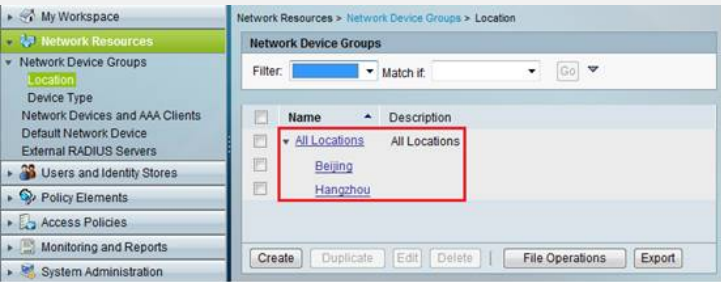 My Workspace
Network Resources
Network Device Groups
Location
Device Type
Network Devices and AAA Clients
Default Network Device
External RADIUS Servers
Users and Identity Stores
Policy Elements
Access Policies
Monitoring and Reports
System Administration
Network Resources > Network Device Groups > Location
Network Device Groups
Filter: Match if: Go
Name Description
All Locations All Locations
Beijing
Hangzhou
Create Duplicate Edit Delete | File Operations Export